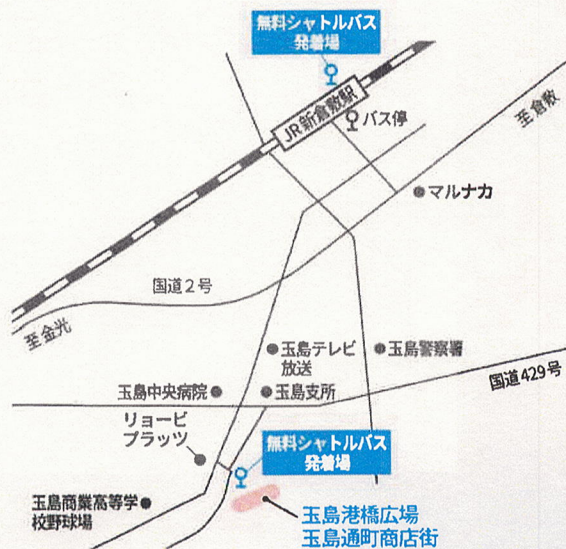 無料シャトルバス
発着場
JR新倉敷駅
バス停
至倉敷
マルナカ
国道2号
至金光
玉島テレビ
放送
玉島警察署
国道429号
玉島中央病院
玉島支所
リョービ
プラッツ
無料シャトルバス
発着場
玉島商業高等学
校野球場
玉島港橋広場
玉島通町商店街